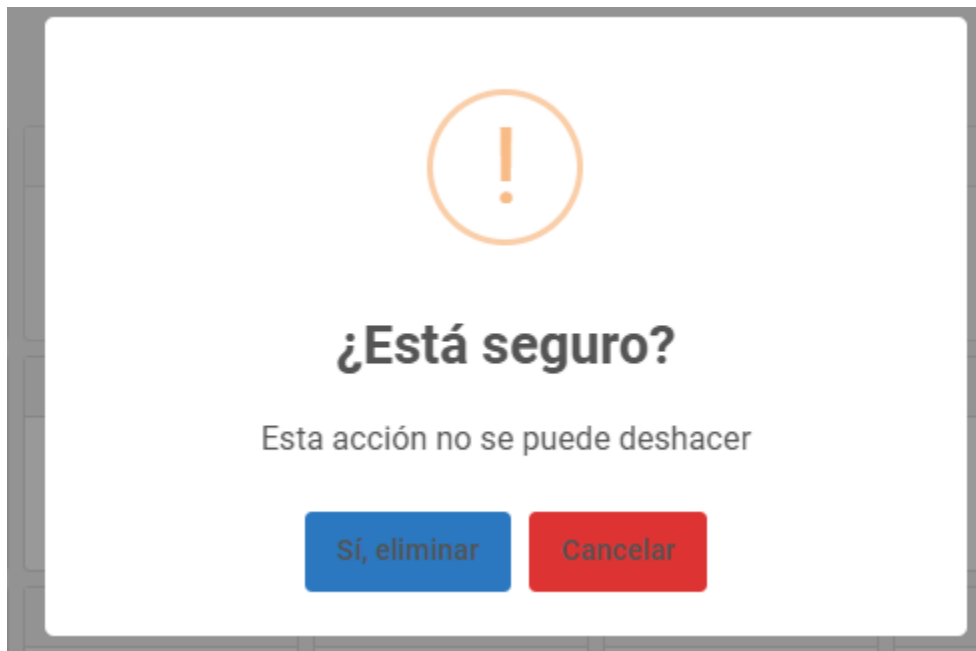 !
¿Está seguro?
Esta acción no se puede deshacer
Sí, eliminar
Cancelar